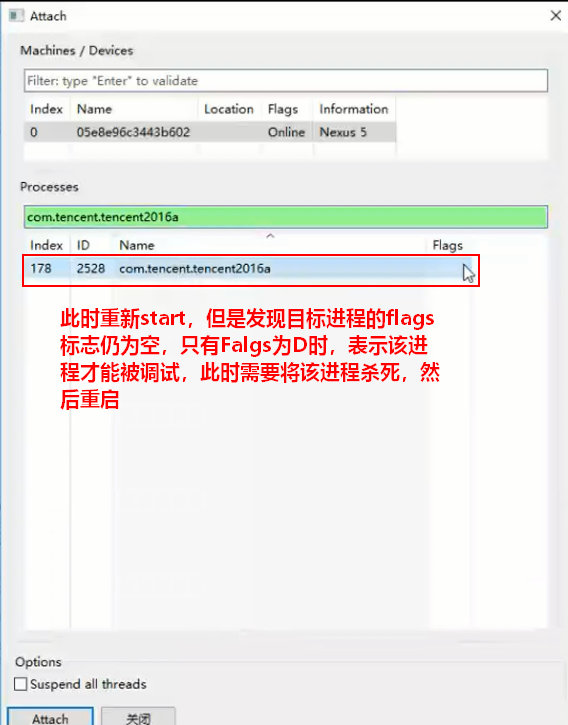 Attach
Machines / Devices
Filter: type "Enter" to validate
Index Name Location Flags Information
0 05e8e96c3443b602 Online Nexus 5
Processes
com.tencent.tencent2016a
Index ID Name Flags
178 2528 com.tencent.tencent2016a
此时重新start，但是发现目标进程的flags
标志仍为空，只有Falgs为D时，表示该进
程才能被调试，此时需要将该进程杀死，然
后重启
Options
Suspend all threads
Attach 关闭